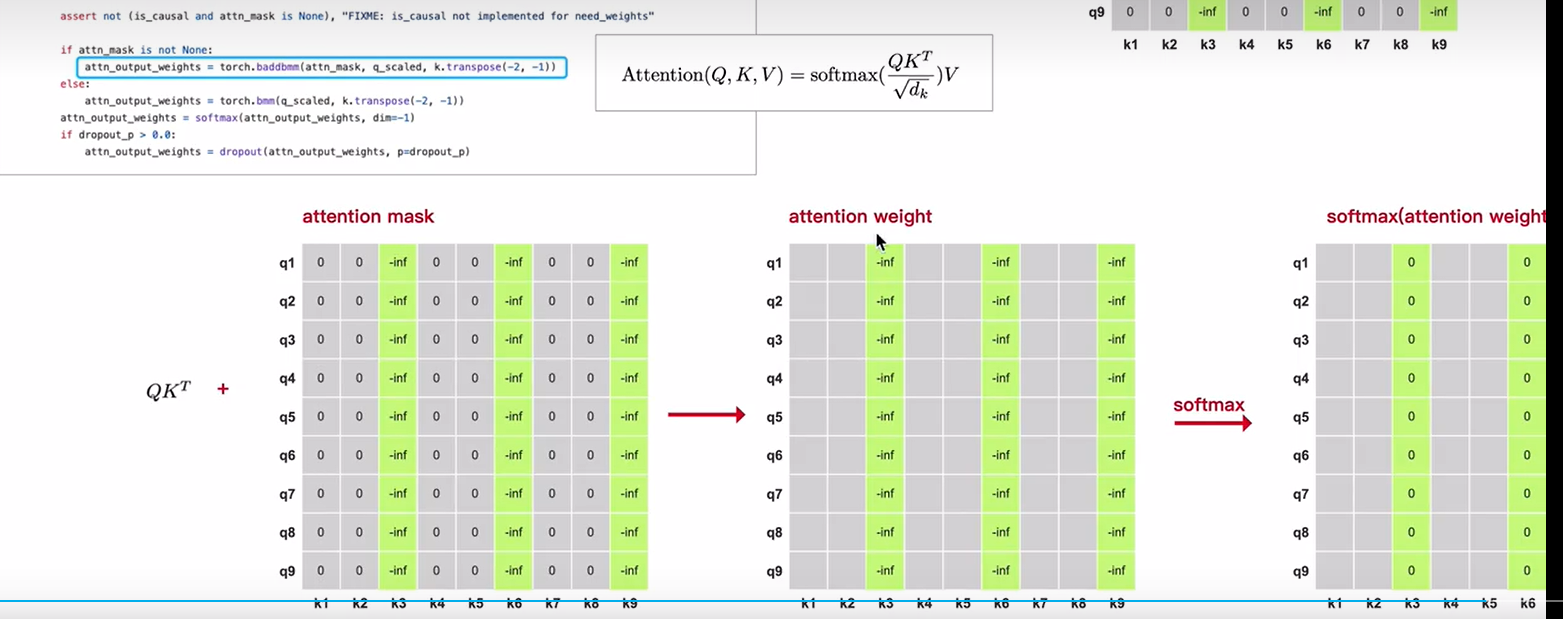 assert not (is_causal and attn_mask is None), "FIXME: is_causal not implemented for need_weights"
if attn_mask is not None:
attn_output_weights = torch.baddbmm(attn_mask, q_scaled, k.transpose(-2, -1))
else:
attn_output_weights = torch.bmm(q_scaled, k.transpose(-2, -1))
attn_output_weights = softmax(attn_output_weights, dim=-1)
if dropout_p > 0.0:
attn_output_weights = dropout(attn_output_weights, p=dropout_p)
Attention(Q, K, V) = softmax(QK^T/√d_k)V
q9 0 0 -inf 0 0 -inf 0 0 -inf
k1 k2 k3 k4 k5 k6 k7 k8 k9
QK^T +
attention mask
q1 0 0 -inf 0 0 -inf 0 0 -inf
q2 0 0 -inf 0 0 -inf 0 0 -inf
q3 0 0 -inf 0 0 -inf 0 0 -inf
q4 0 0 -inf 0 0 -inf 0 0 -inf
q5 0 0 -inf 0 0 -inf 0 0 -inf
q6 0 0 -inf 0 0 -inf 0 0 -inf
q7 0 0 -inf 0 0 -inf 0 0 -inf
q8 0 0 -inf 0 0 -inf 0 0 -inf
q9 0 0 -inf 0 0 -inf 0 0 -inf
k1 k2 k3 k4 k5 k6 k7 k8 k9
attention weight
q1 -inf -inf -inf
q2 -inf -inf -inf
q3 -inf -inf -inf
q4 -inf -inf -inf
q5 -inf -inf -inf
q6 -inf -inf -inf
q7 -inf -inf -inf
q8 -inf -inf -inf
q9 -inf -inf -inf
k1 k2 k3 k4 k5 k6 k7 k8 k9
softmax
softmax(attention weight
q1 0 0
q2 0 0
q3 0 0
q4 0 0
q5 0 0
q6 0 0
q7 0 0
q8 0 0
q9 0 0
k1 k2 k3 k4 k5 k6